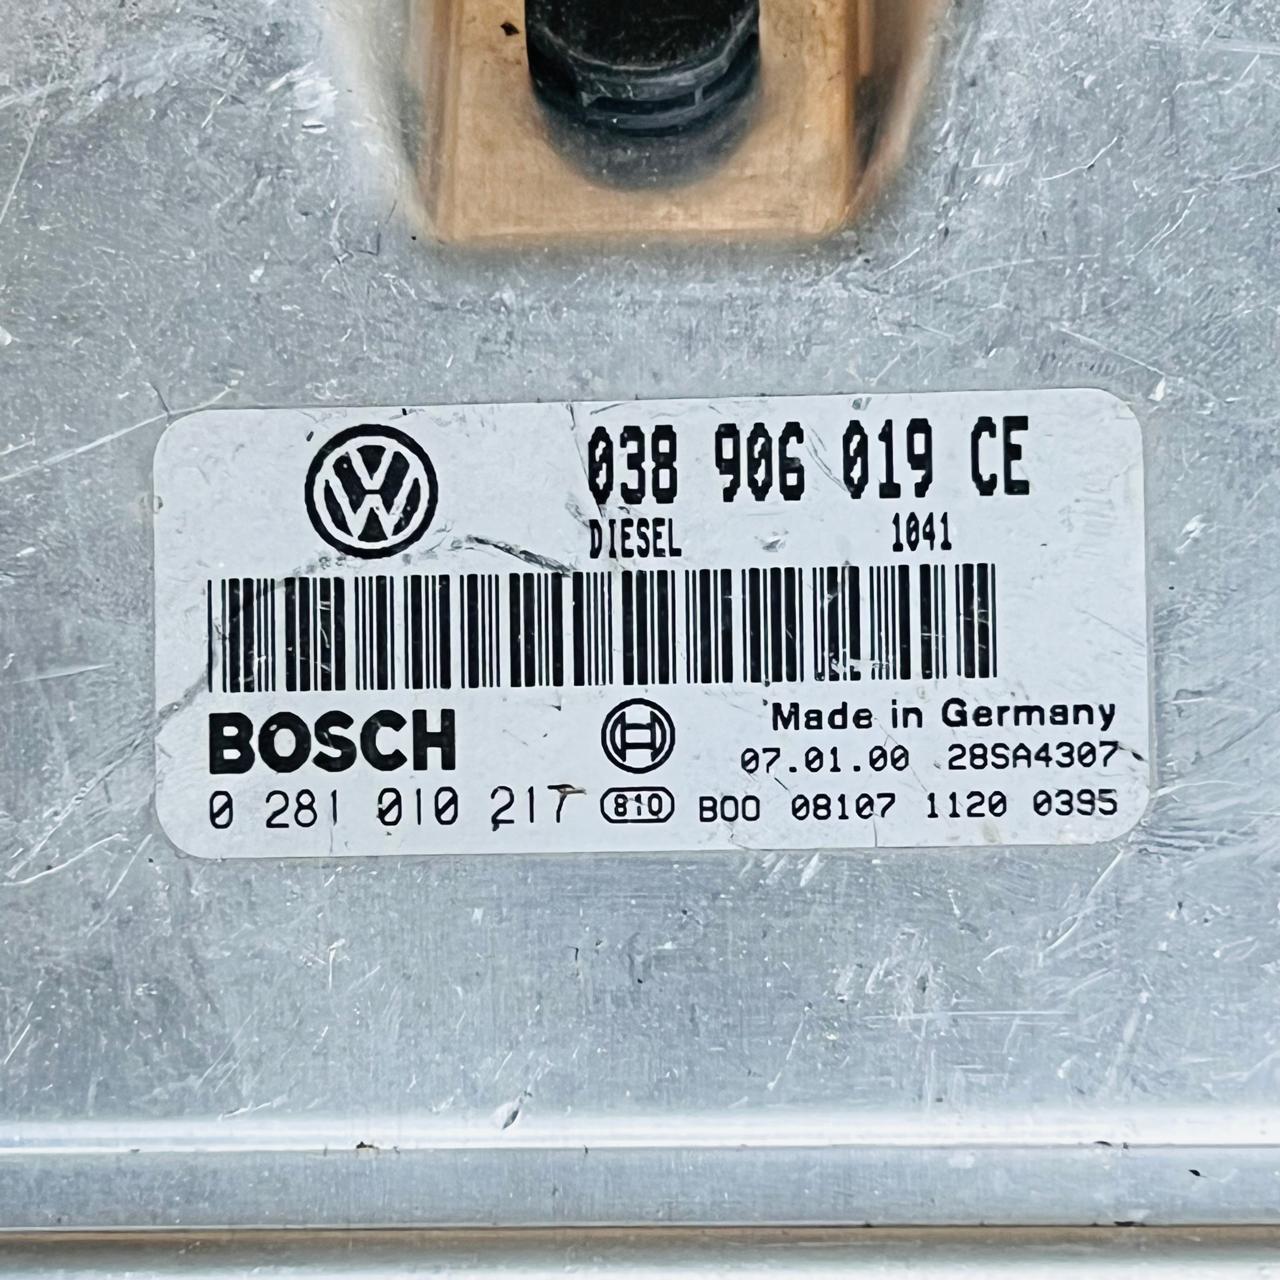 038 906 019 CE
DIESEL 1041
BOSCH
Made in Germany
07.01.00 28SA4307
0 281 010 217 810 B00 08107 1120 0395